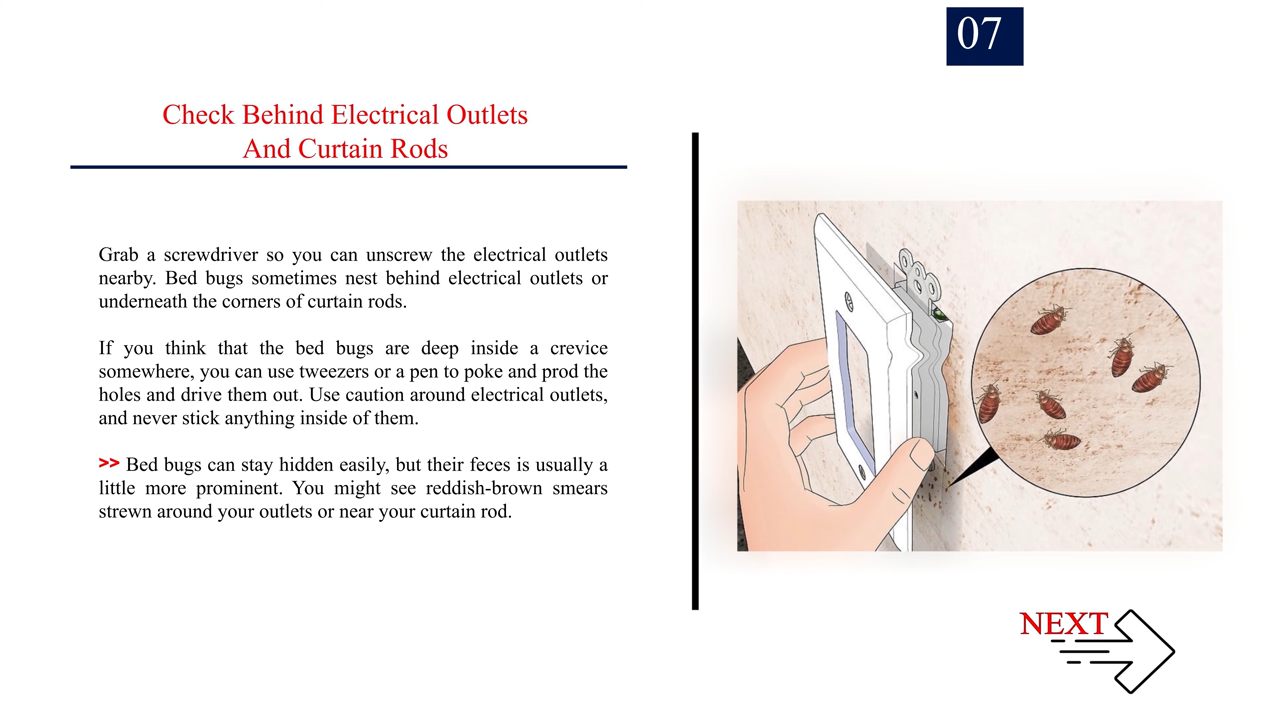 07
Check Behind Electrical Outlets
And Curtain Rods
Grab a screwdriver so you can unscrew the electrical outlets
nearby. Bed bugs sometimes nest behind electrical outlets or
underneath the corners of curtain rods.
If you think that the bed bugs are deep inside a crevice
somewhere, you can use tweezers or a pen to poke and prod the
holes and drive them out. Use caution around electrical outlets,
and never stick anything inside of them.
>> Bed bugs can stay hidden easily, but their feces is usually a
little more prominent. You might see reddish-brown smears
strewn around your outlets or near your curtain rod.
NEXT